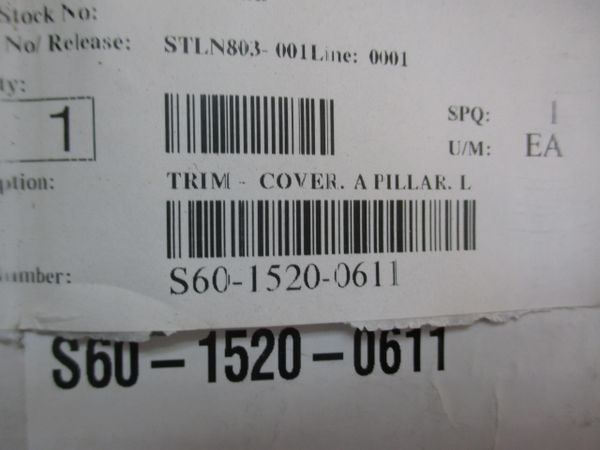 Stock No:
No/ Release: STLN803- 001Line: 0001
ty:
1
SPQ: 1
U/M: EA
ption: TRIM - COVER. A PILLAR. L
umber: S60-1520-0611
S60-1520-0611